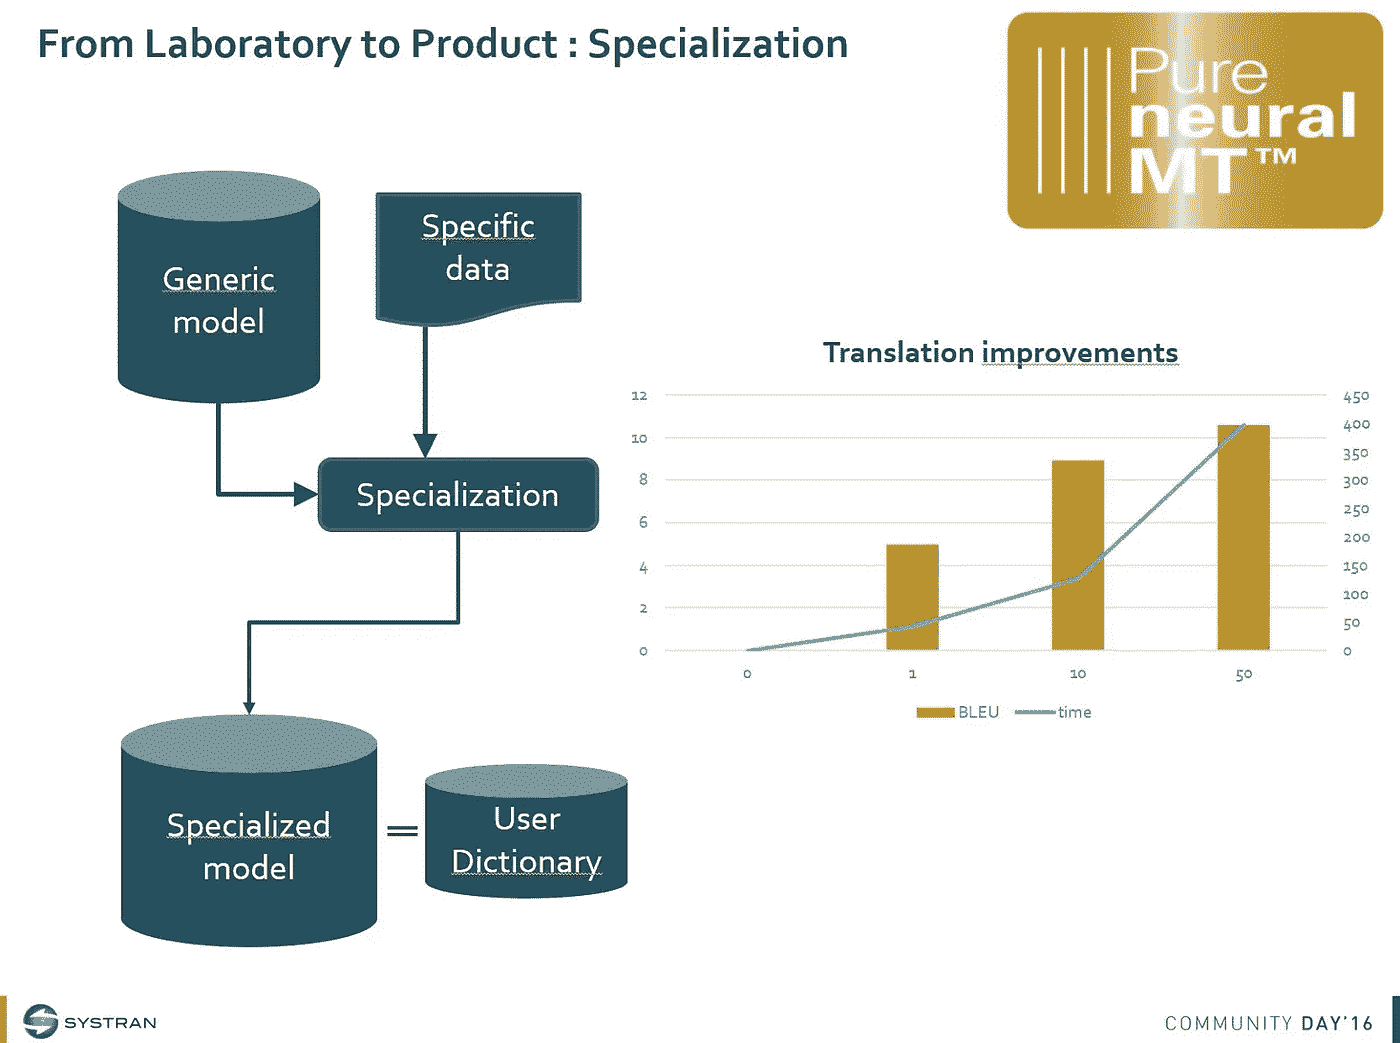 From Laboratory to Product : Specialization
Pure
neural
MT™
Generic
model
Specific
data
Specialization
Specialized
model
=
User
Dictionary
Translation improvements
12
10
8
6
4
2
0
450
400
350
300
250
200
150
100
50
0
0 1 10 50
BLEU time
SYSTRAN
COMMUNITY DAY'16